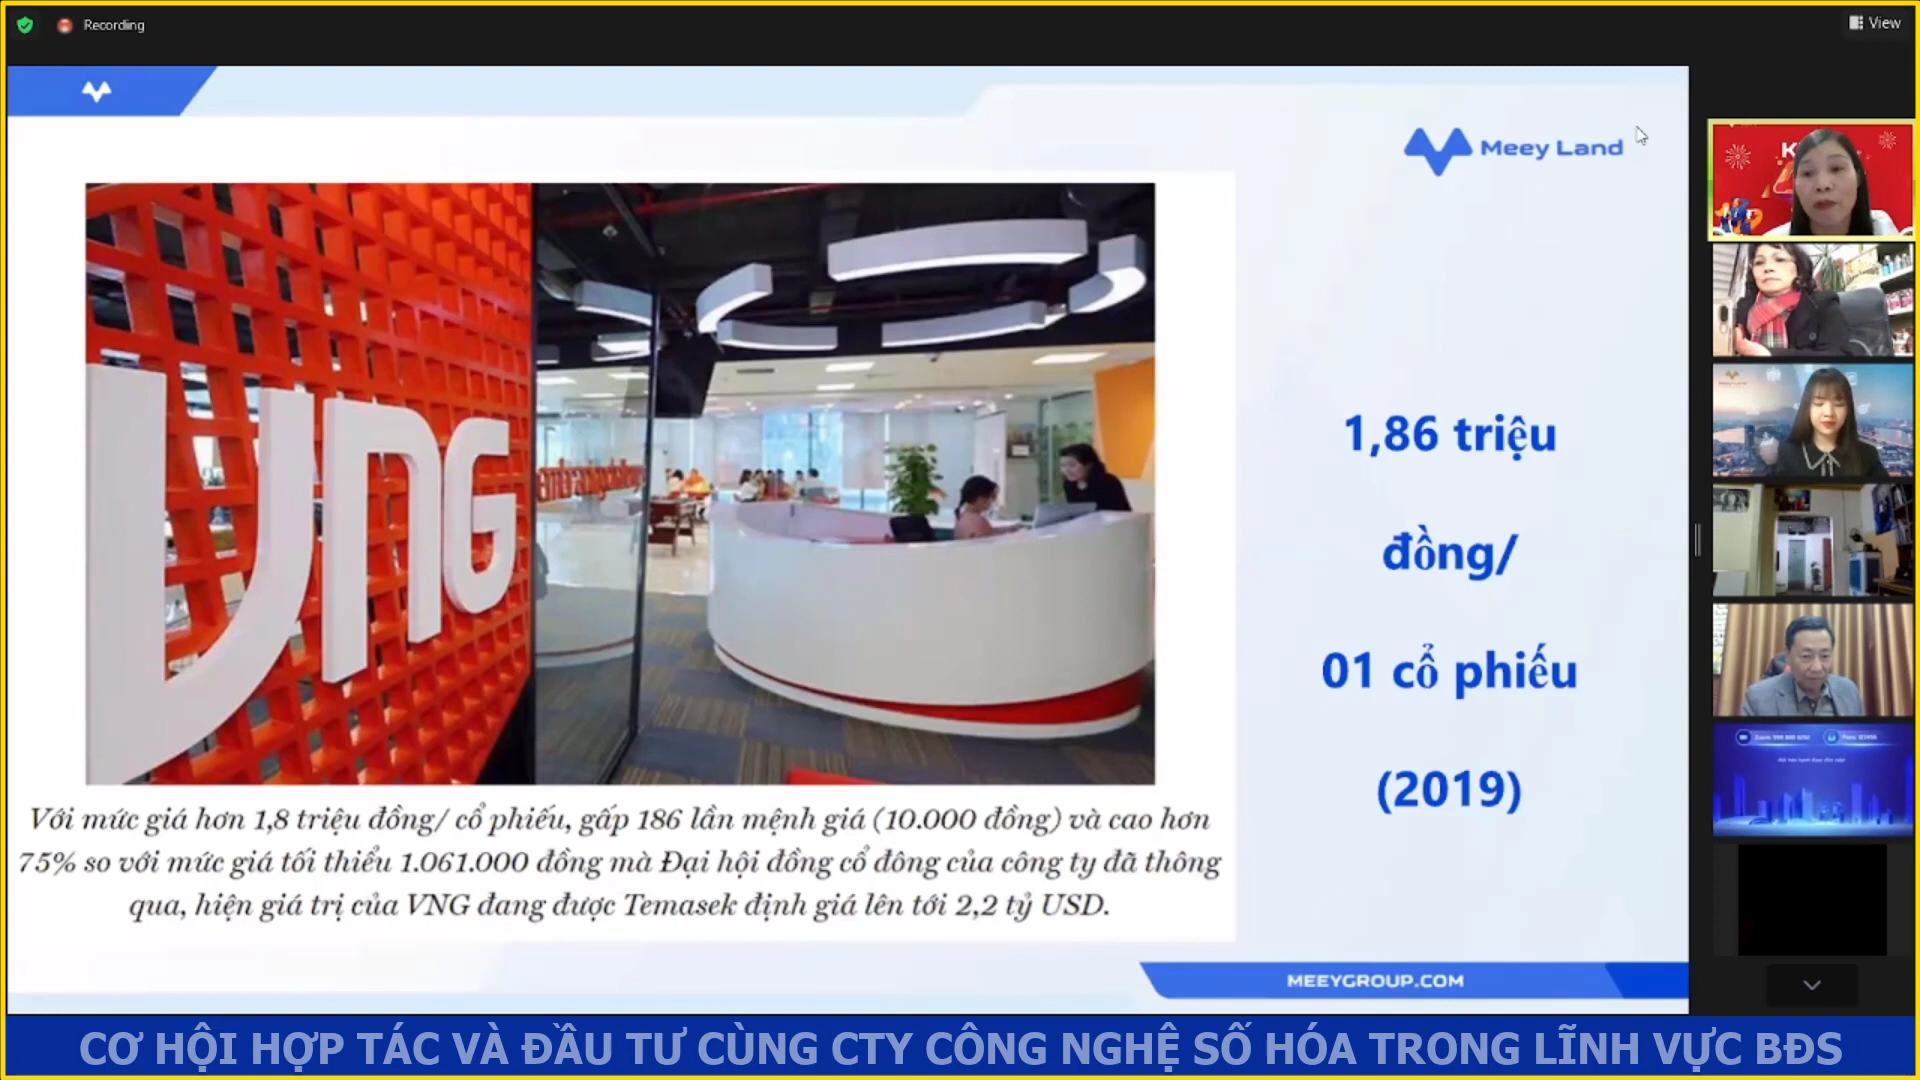 Recording
View
Meey Land
VNG
1,86 triệu
đồng/
01 cổ phiếu
(2019)
Với mức giá hơn 1,8 triệu đồng/ cổ phiếu, gấp 186 lần mệnh giá (10.000 đồng) và cao hơn
75% so với mức giá tối thiểu 1.061.000 đồng mà Đại hội đồng cổ đông của công ty đã thông
qua, hiện giá trị của VNG đang được Temasek định giá lên tới 2,2 tỷ USD.
MEEYGROUP.COM
CƠ HỘI HỢP TÁC VÀ ĐẦU TƯ CÙNG CTY CÔNG NGHỆ SỐ HÓA TRONG LĨNH VỰC BĐS